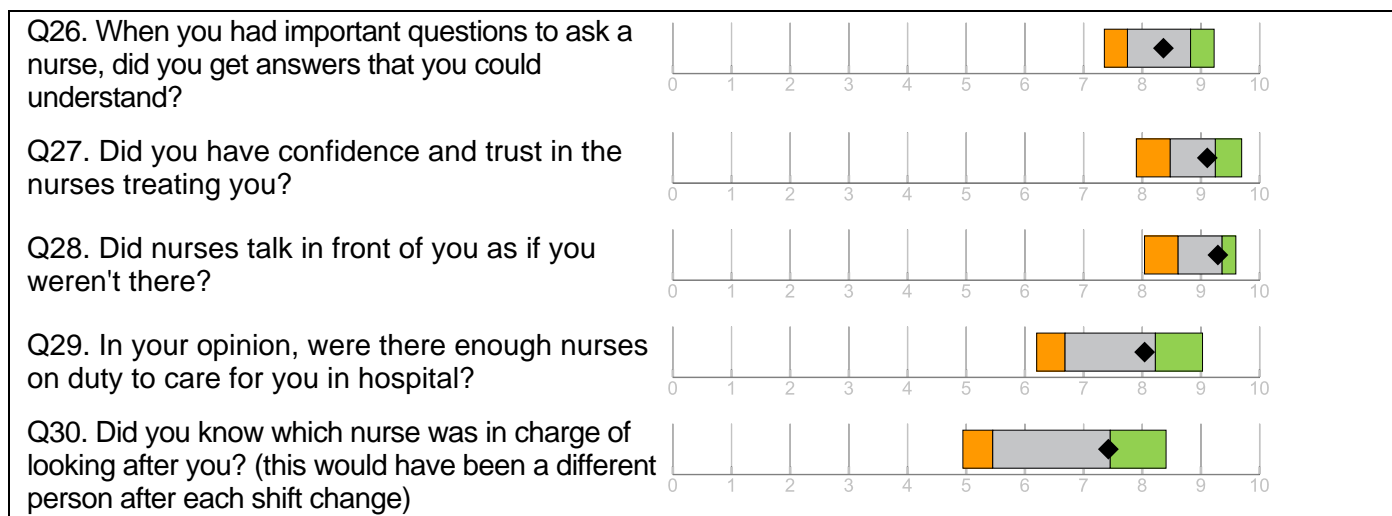 Q26. When you had important questions to ask a
nurse, did you get answers that you could
understand?
0 1 2 3 4 5 6 7 8 9 10
Q27. Did you have confidence and trust in the
nurses treating you?
0 1 2 3 4 5 6 7 8 9 10
Q28. Did nurses talk in front of you as if you
weren't there?
0 1 2 3 4 5 6 7 8 9 10
Q29. In your opinion, were there enough nurses
on duty to care for you in hospital?
0 1 2 3 4 5 6 7 8 9 10
Q30. Did you know which nurse was in charge of
looking after you? (this would have been a different
person after each shift change)
0 1 2 3 4 5 6 7 8 9 10